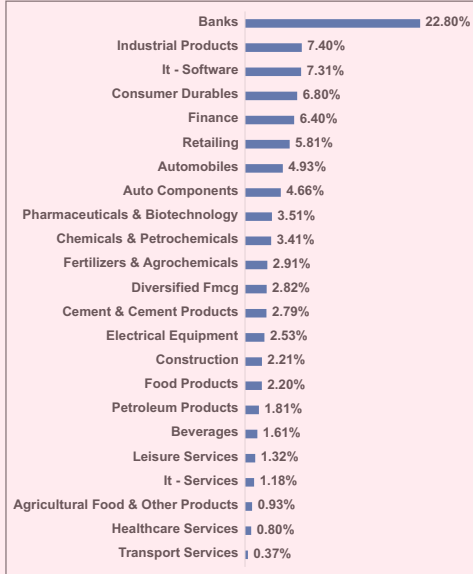 Banks 22.80%
Industrial Products 7.40%
It - Software 7.31%
Consumer Durables 6.80%
Finance 6.40%
Retailing 5.81%
Automobiles 4.93%
Auto Components 4.66%
Pharmaceuticals & Biotechnology 3.51%
Chemicals & Petrochemicals 3.41%
Fertilizers & Agrochemicals 2.91%
Diversified Fmcg 2.82%
Cement & Cement Products 2.79%
Electrical Equipment 2.53%
Construction 2.21%
Food Products 2.20%
Petroleum Products 1.81%
Beverages 1.61%
Leisure Services 1.32%
It - Services 1.18%
Agricultural Food & Other Products 0.93%
Healthcare Services 0.80%
Transport Services 0.37%